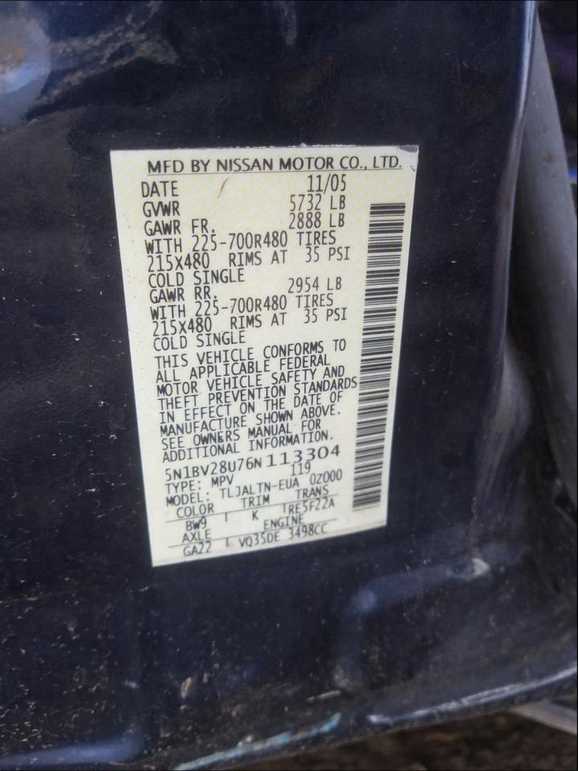 MFD BY NISSAN MOTOR CO., LTD.
DATE 11/05
GVWR 5732 LB
GAWR FR. 2888 LB
WITH 225-700R480 TIRES
215X480 RIMS AT 35 PSI
COLD SINGLE
GAWR RR. 2954 LB
WITH 225-700R480 TIRES
215X480 RIMS AT 35 PSI
COLD SINGLE
THIS VEHICLE CONFORMS TO
ALL APPLICABLE FEDERAL
MOTOR VEHICLE SAFETY AND
THEFT PREVENTION STANDARDS
IN EFFECT ON THE DATE OF
MANUFACTURE SHOWN ABOVE.
SEE OWNERS MANUAL FOR
ADDITIONAL INFORMATION.
5N1BV28U76N113304
TYPE: MPV 119
MODEL: TLJALTN-EUA 0Z000
COLOR TRIM TRANS
BW9 K RE5F22A
AXLE ENGINE
GA22 VQ35DE 3498CC